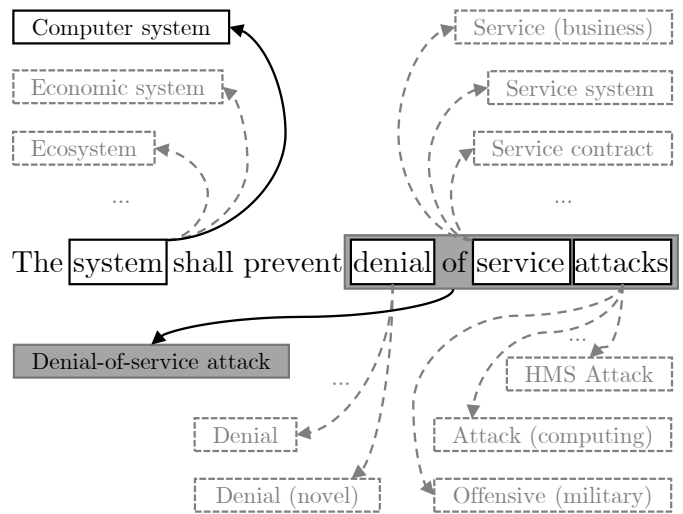 Computer system
Service (business)
Economic system
Service system
Ecosystem
Service contract
...
...
The system shall prevent denial of service attacks
Denial-of-service attack
...
HMS Attack
...
Denial
Attack (computing)
Denial (novel)
Offensive (military)